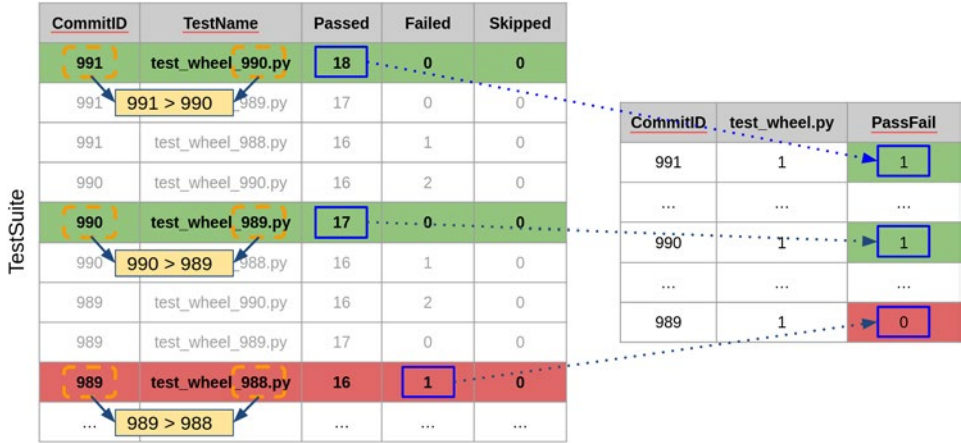 CommitID TestName Passed Failed Skipped
991 test_wheel_990.py 18 0 0
991 991 > 990 _989.py 17 0 0
991 test_wheel_988.py 16 1 0
990 test_wheel_990.py 16 2 0
990 test_wheel_989.py 17 0 0
990 990 > 989 _988.py 16 1 0
989 test_wheel_990.py 16 2 0
989 test_wheel_989.py 17 0 0
989 test_wheel_988.py 16 1 0
... 989 > 988 ... ... ...
TestSuite
CommitID test_wheel.py PassFail
991 1 1
... ... ...
990 1 1
... ... ...
989 1 0